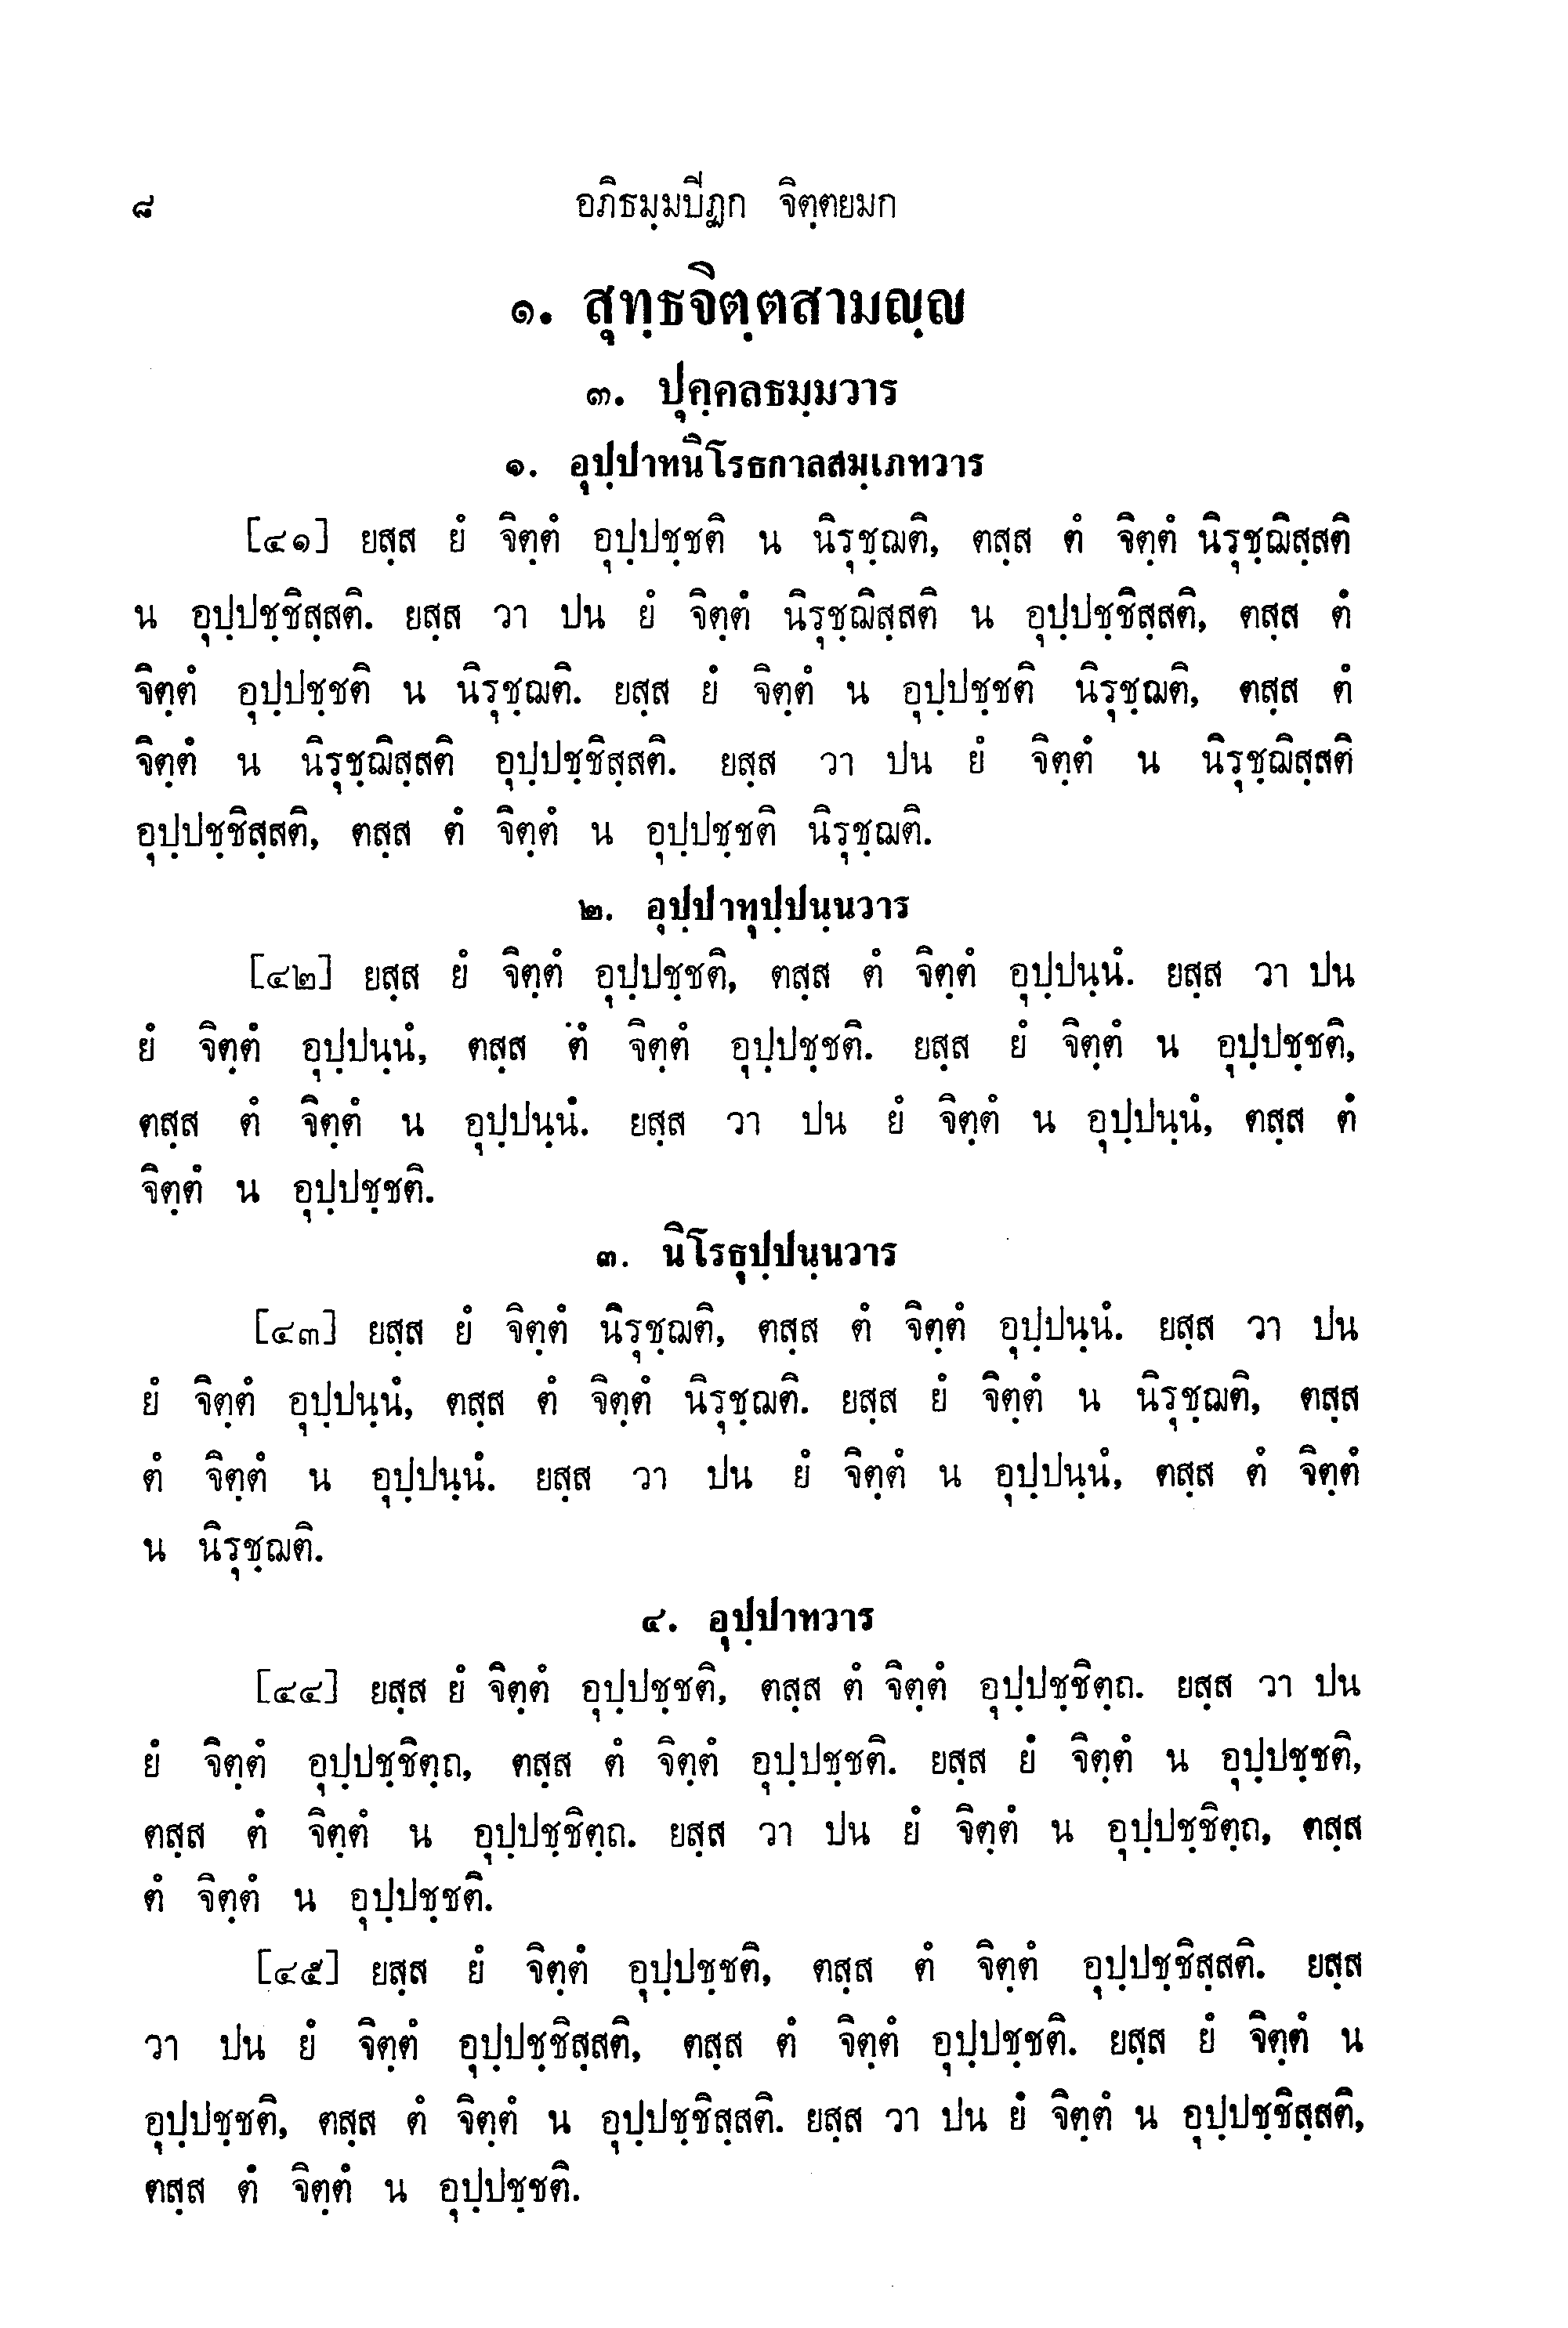 ๘ อภิธมฺมปีฏก จิตฺตยมก
๑. สุทฺธจิตฺตสามญฺญ
๓. ปุคฺคลธมฺมวาร
๑. อุปฺปาทนิโรธกาลสมฺเภทวาร
[๔๑] ยสฺส ยํ จิตฺตํ อุปฺปชฺชติ น นิรุชฺฌติ, ตสฺส ตํ จิตฺตํ นิรุชฺฌิสฺสติ
น อุปฺปชฺชิสฺสติ. ยสฺส วา ปน ยํ จิตฺตํ นิรุชฺฌิสฺสติ น อุปฺปชฺชิสฺสติ, ตสฺส ตํ
จิตฺตํ อุปฺปชฺชติ น นิรุชฺฌติ. ยสฺส ยํ จิตฺตํ น อุปฺปชฺชติ นิรุชฺฌติ, ตสฺส ตํ
จิตฺตํ น นิรุชฺฌิสฺสติ อุปฺปชฺชิสฺสติ. ยสฺส วา ปน ยํ จิตฺตํ น นิรุชฺฌิสฺสติ
อุปฺปชฺชิสฺสติ, ตสฺส ตํ จิตฺตํ น อุปฺปชฺชติ นิรุชฺฌติ.
๒. อุปฺปาทุปฺปนฺนวาร
[๔๒] ยสฺส ยํ จิตฺตํ อุปฺปชฺชติ, ตสฺส ตํ จิตฺตํ อุปฺปนฺนํ. ยสฺส วา ปน
ยํ จิตฺตํ อุปฺปนฺนํ, ตสฺส ตํ จิตฺตํ อุปฺปชฺชติ. ยสฺส ยํ จิตฺตํ น อุปฺปชฺชติ,
ตสฺส ตํ จิตฺตํ น อุปฺปนฺนํ. ยสฺส วา ปน ยํ จิตฺตํ น อุปฺปนฺนํ, ตสฺส ตํ
จิตฺตํ น อุปฺปชฺชติ.
๓. นิโรธุปฺปนฺนวาร
[๔๓] ยสฺส ยํ จิตฺตํ นิรุชฺฌติ, ตสฺส ตํ จิตฺตํ อุปฺปนฺนํ. ยสฺส วา ปน
ยํ จิตฺตํ อุปฺปนฺนํ, ตสฺส ตํ จิตฺตํ นิรุชฺฌติ. ยสฺส ยํ จิตฺตํ น นิรุชฺฌติ, ตสฺส
ตํ จิตฺตํ น อุปฺปนฺนํ. ยสฺส วา ปน ยํ จิตฺตํ น อุปฺปนฺนํ, ตสฺส ตํ จิตฺตํ
น นิรุชฺฌติ.
๔. อุปฺปาทวาร
[๔๔] ยสฺส ยํ จิตฺตํ อุปฺปชฺชติ, ตสฺส ตํ จิตฺตํ อุปฺปชฺชิตฺถ. ยสฺส วา ปน
ยํ จิตฺตํ อุปฺปชฺชิตฺถ, ตสฺส ตํ จิตฺตํ อุปฺปชฺชติ. ยสฺส ยํ จิตฺตํ น อุปฺปชฺชติ,
ตสฺส ตํ จิตฺตํ น อุปฺปชฺชิตฺถ. ยสฺส วา ปน ยํ จิตฺตํ น อุปฺปชฺชิตฺถ, ตสฺส
ตํ จิตฺตํ น อุปฺปชฺชติ.
[๔๕] ยสฺส ยํ จิตฺตํ อุปฺปชฺชติ, ตสฺส ตํ จิตฺตํ อุปฺปชฺชิสฺสติ. ยสฺส
วา ปน ยํ จิตฺตํ อุปฺปชฺชิสฺสติ, ตสฺส ตํ จิตฺตํ อุปฺปชฺชติ. ยสฺส ยํ จิตฺตํ น
อุปฺปชฺชติ, ตสฺส ตํ จิตฺตํ น อุปฺปชฺชิสฺสติ. ยสฺส วา ปน ยํ จิตฺตํ น อุปฺปชฺชิสฺสติ,
ตสฺส ตํ จิตฺตํ น อุปฺปชฺชติ.